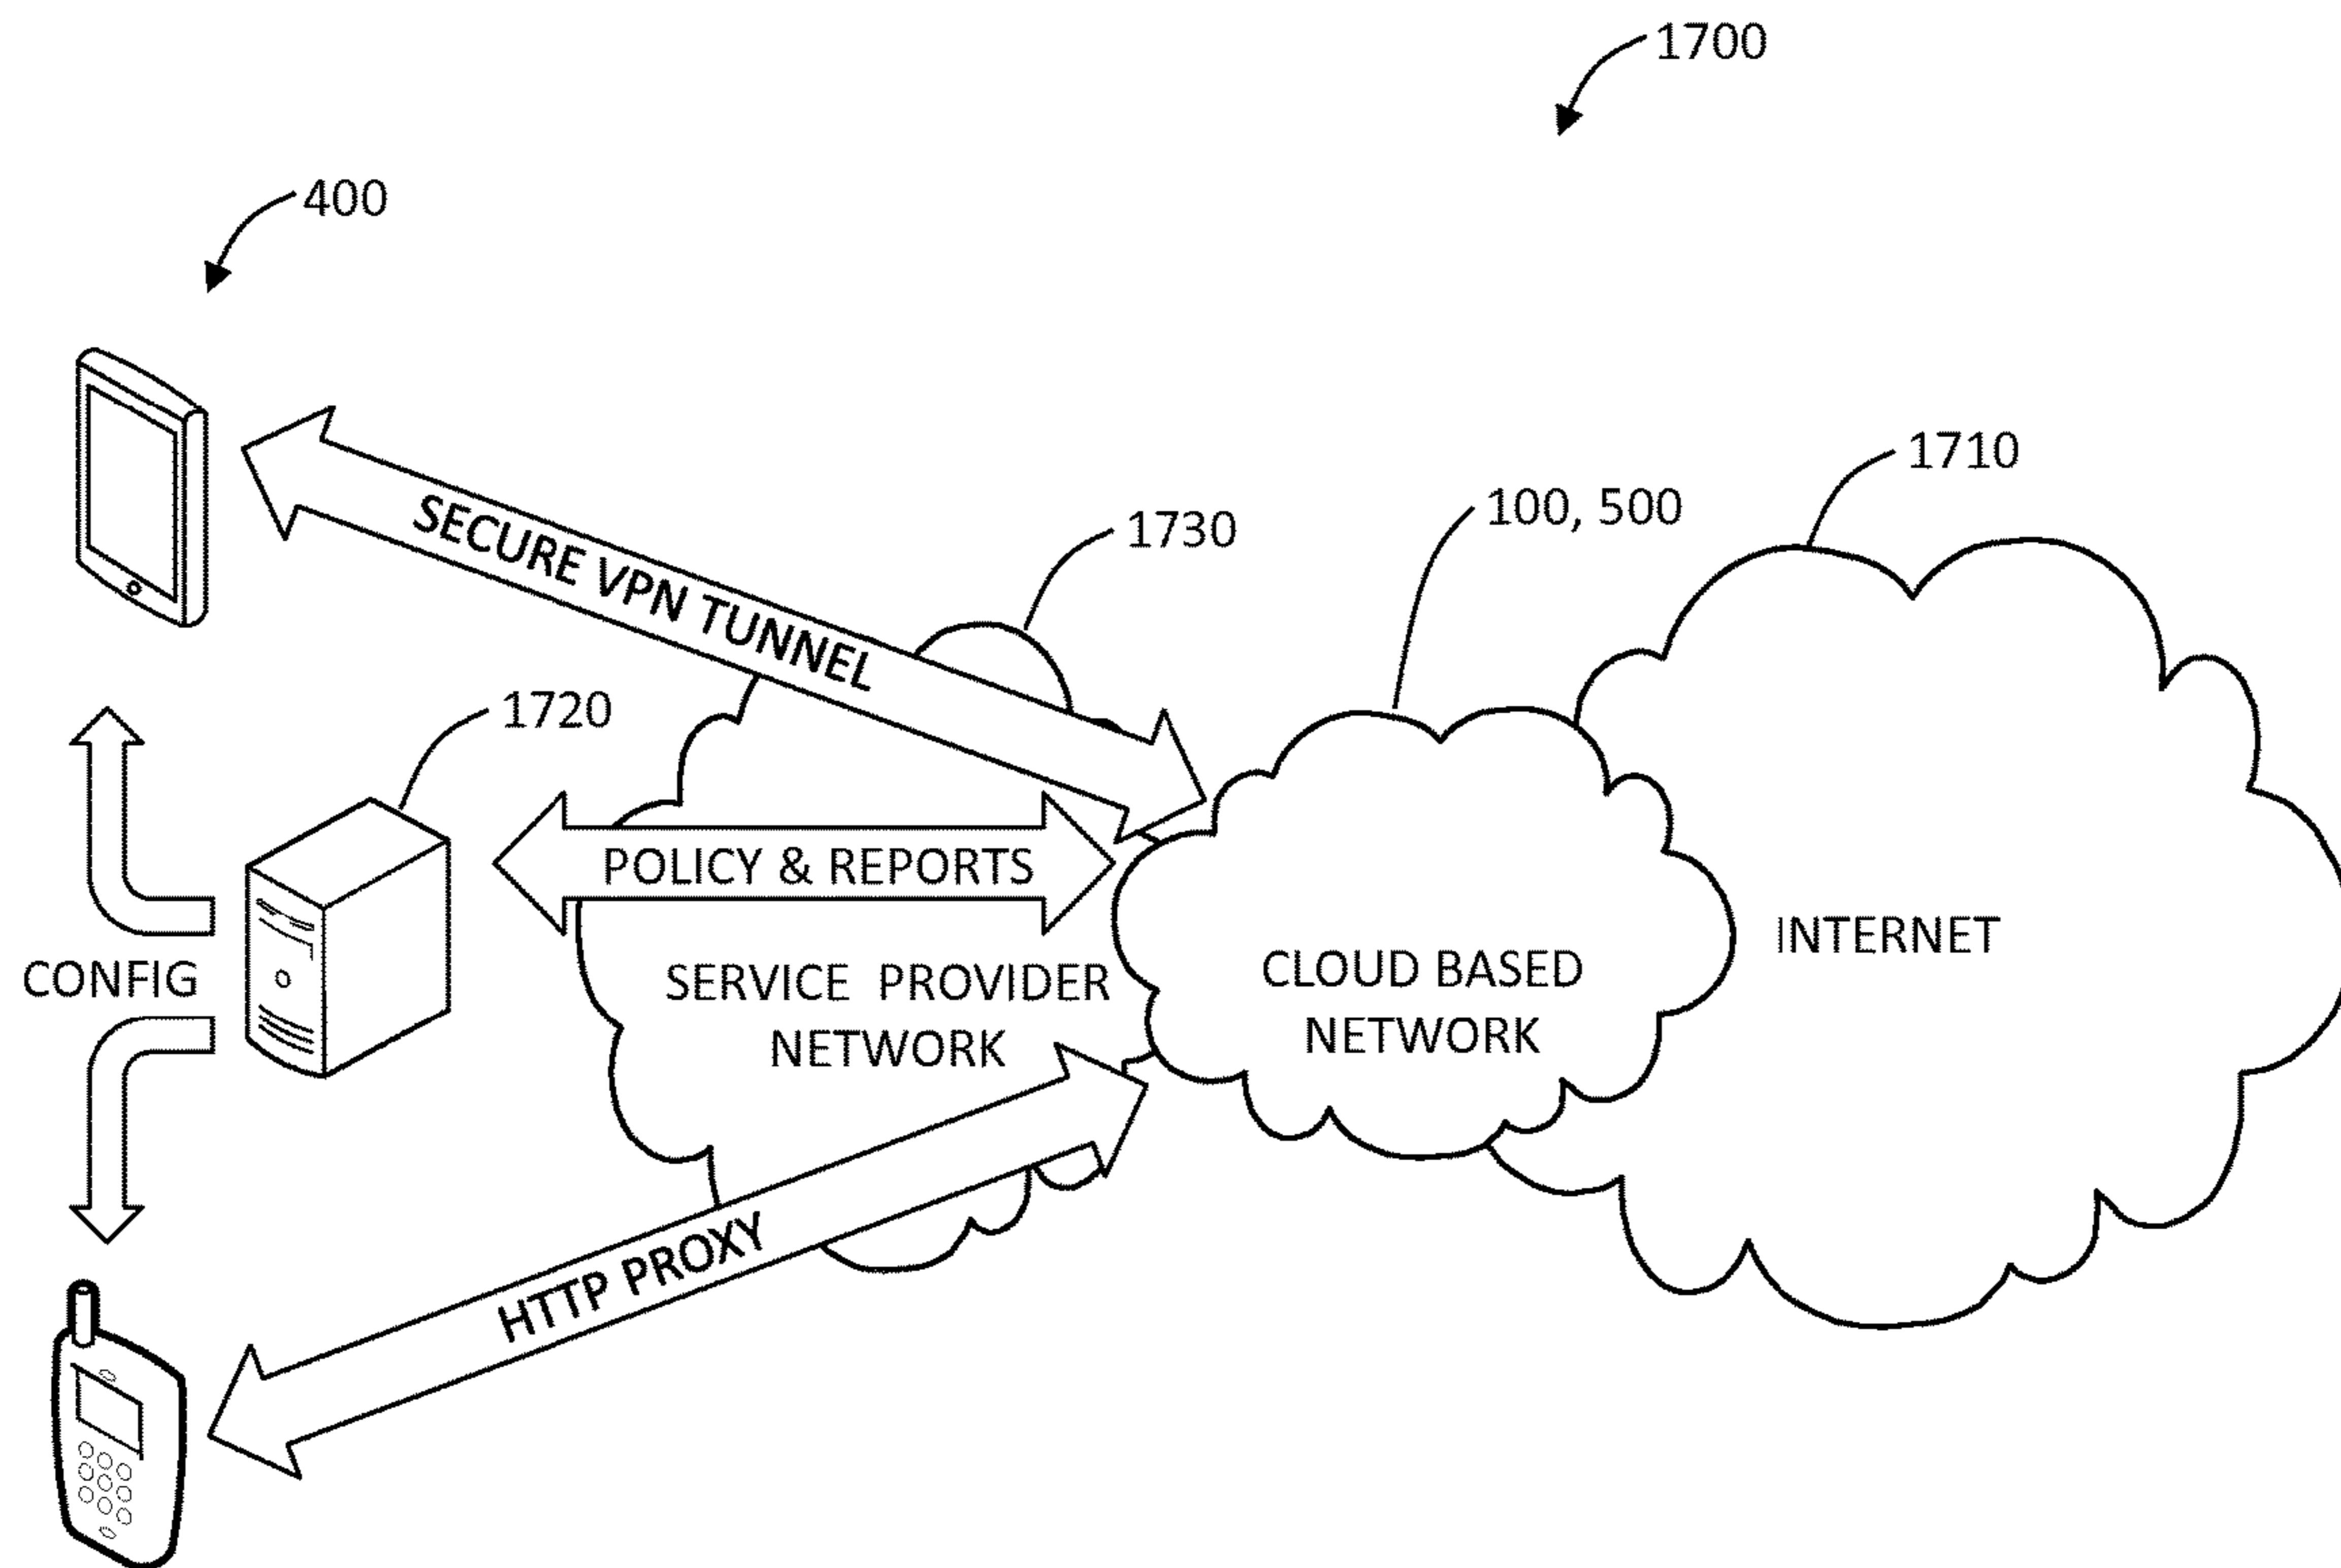 1700
400
1710
100, 500
1730
SECURE VPN TUNNEL
1720
POLICY & REPORTS
INTERNET
CONFIG
SERVICE PROVIDER
NETWORK
CLOUD BASED
NETWORK
HTTP PROXY